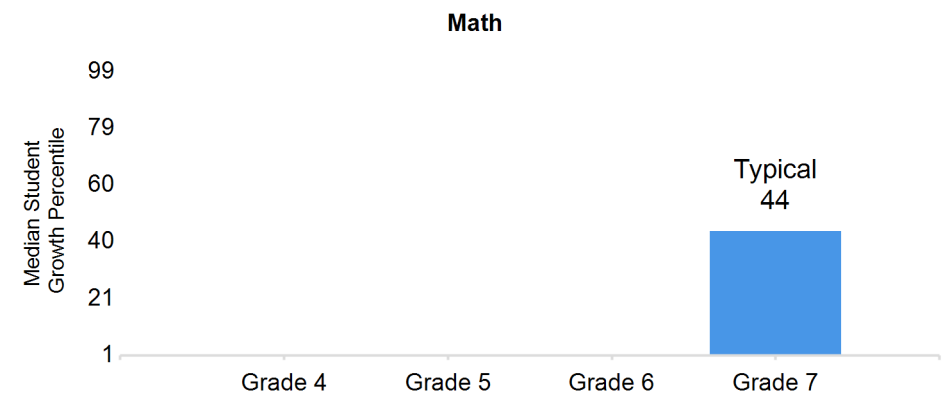 Math
Median Student
Growth Percentile
99
79
60
40
21
1
Typical
44
Grade 4
Grade 5
Grade 6
Grade 7